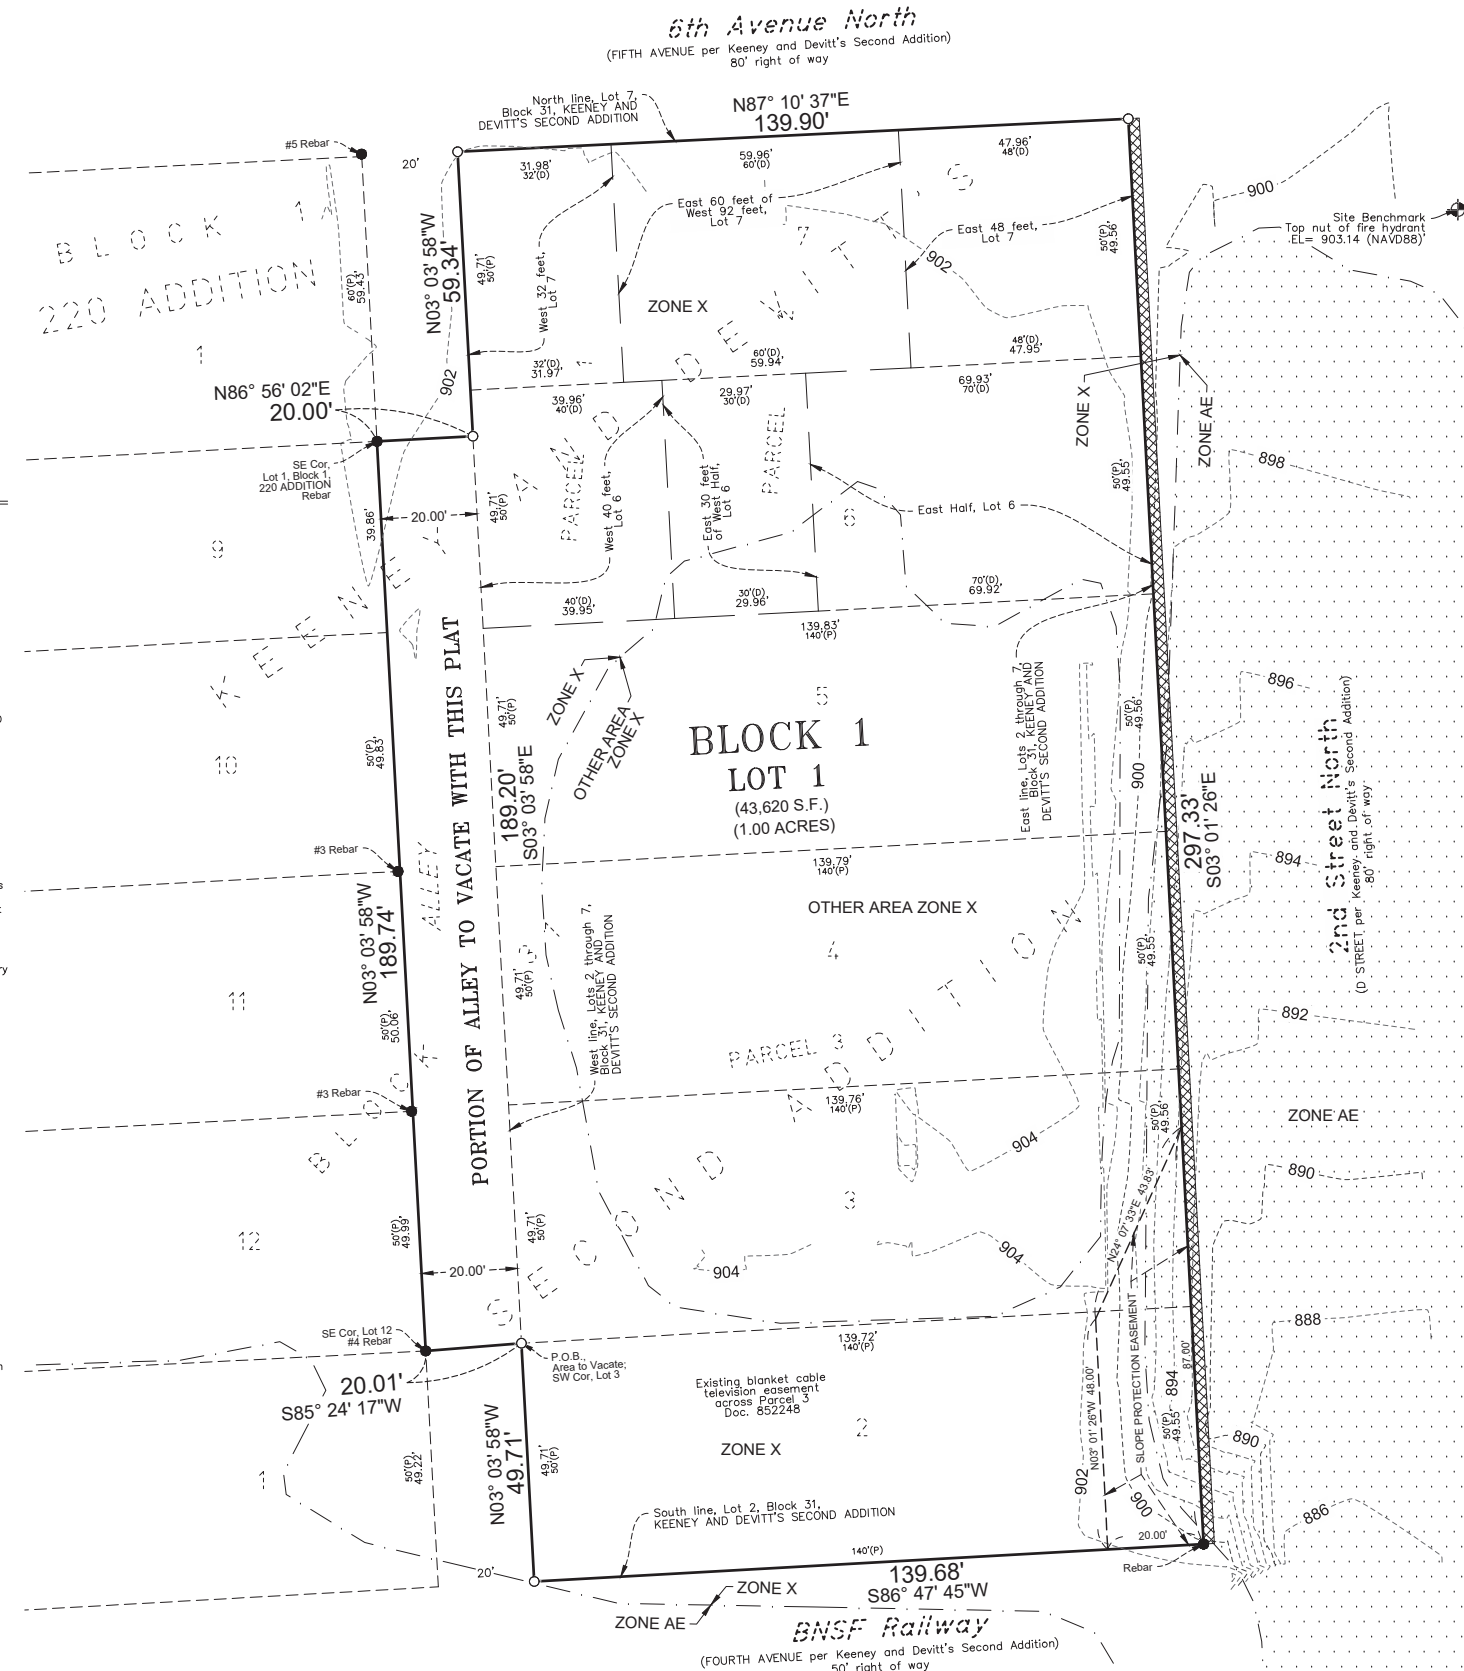 6th Avenue North
(FIFTH AVENUE per Keeney and Devitt's Second Addition)
80' right of way
North line, Lot 7,
Block 31, KEENEY AND
DEVITT'S SECOND ADDITION
N87° 10' 37"E
139.90'
#5 Rebar
20'
31.98'
32'(D)
59.96'
60'(D)
47.96'
48'(D)
BLOCK 1
220 ADDITION
1
60'(P)
59.43'
N03° 03' 58"W
59.34'
49.71'
50'(P)
West 32 feet,
Lot 7
East 60 feet of
West 92 feet,
Lot 7
7
East 48 feet,
Lot 7
50'(P)
49.56'
900
Site Benchmark
Top nut of fire hydrant
EL= 903.14 (NAVD88)
902
ZONE X
902
N86° 56' 02"E
20.00'
32'(D)
31.97'
60'(D)
59.94'
48'(D)
47.95'
39.96'
40'(D)
29.97'
30'(D)
69.93'
70'(D)
ZONE X
ZONE AE
SE Cor,
Lot 1, Block 1,
220 ADDITION
Rebar
39.86'
20.00'
49.71'
50'(P)
PARCEL
West 40 feet,
Lot 6
East 30 feet
of West Half,
Lot 6
PARCEL
6
East Half, Lot 6
50'(P)
49.55'
898
9
40'(D)
39.95'
30'(D)
29.96'
70'(D)
69.92'
139.83'
140'(P)
KEENEY AND DEVITT'S
SECOND ADDITION
ZONE X
OTHER AREA
ZONE X
49.71'
50'(P)
5
BLOCK 1
LOT 1
(43,620 S.F.)
(1.00 ACRES)
East line, Lots 2 through 7,
Block 31, KEENEY AND
DEVITT'S SECOND ADDITION
50'(P)
49.56'
900
896
10
50'(P)
49.83'
PORTION OF ALLEY TO VACATE WITH THIS PLAT
189.20'
S03° 03' 58"E
297.33'
S03° 01' 26"E
2nd Street North
(D STREET per Keeney and Devitt's Second Addition)
80' right of way
#3 Rebar
ALLEY
139.79'
140'(P)
894
N03° 03' 58"W
189.74'
OTHER AREA ZONE X
4
49.71'
50'(P)
West line, Lots 2 through 7,
Block 31, KEENEY AND
DEVITT'S SECOND ADDITION
50'(P)
49.55'
11
50'(P)
50.06'
892
PARCEL 3
#3 Rebar
139.76'
140'(P)
50'(P)
49.56'
ZONE AE
904
890
12
50'(P)
49.99'
49.71'
50'(P)
3
904
904
N24° 07' 33"E 43.83'
20.00'
888
SE Cor, Lot 12
#4 Rebar
P.O.B.,
Area to Vacate;
SW Cor, Lot 3
139.72'
140'(P)
20.01'
S85° 24' 17"W
Existing blanket cable
television easement
across Parcel 3
Doc. 852248
2
N03° 01' 26"W 48.00'
SLOPE PROTECTION EASEMENT
87.00'
894
50'(P)
49.55'
1
50'(P)
49.22'
N03° 03' 58"W
49.71'
49.71'
50'(P)
ZONE X
902
900
890
886
South line, Lot 2, Block 31,
KEENEY AND DEVITT'S SECOND ADDITION
20.00'
Rebar
20'
140'(P)
139.68'
S86° 47' 45"W
ZONE X
ZONE AE
BNSF Railway
(FOURTH AVENUE per Keeney and Devitt's Second Addition)
50' right of way